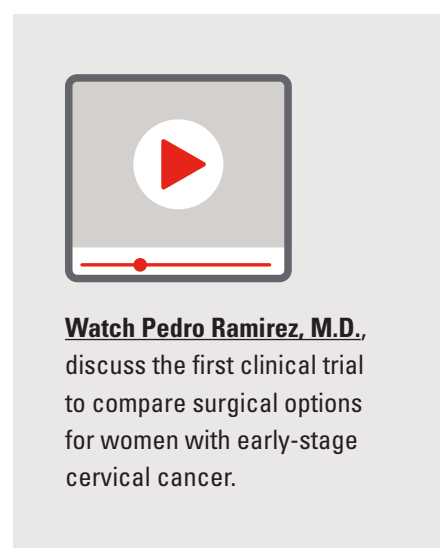 Watch Pedro Ramirez, M.D.,
discuss the first clinical trial
to compare surgical options
for women with early-stage
cervical cancer.